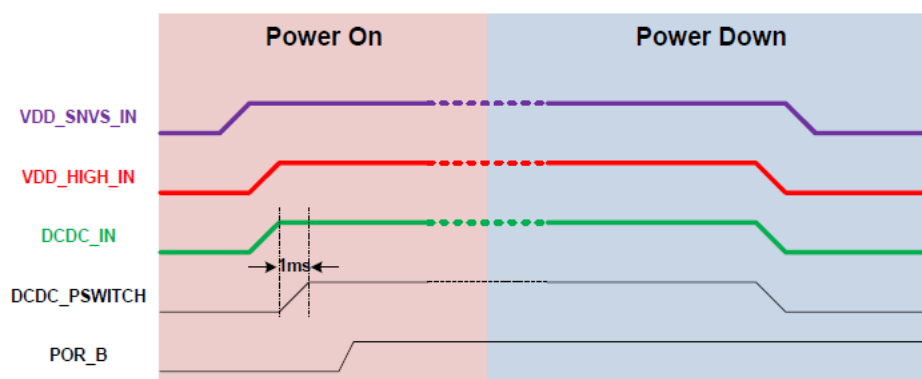 Power On Power Down
VDD_SNVS_IN
VDD_HIGH_IN
DCDC_IN
1ms
DCDC_PSWITCH
POR_B